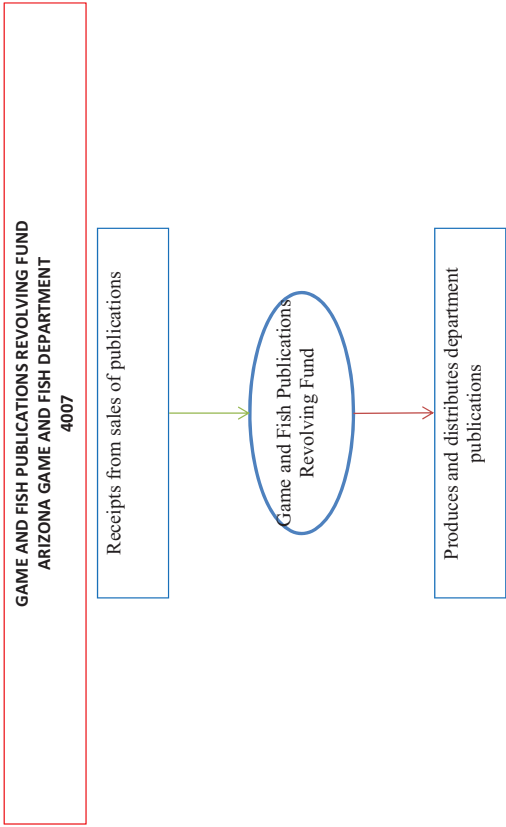 GAME AND FISH PUBLICATIONS REVOLVING FUND
ARIZONA GAME AND FISH DEPARTMENT
4007
Receipts from sales of publications
Game and Fish Publications
Revolving Fund
Produces and distributes department
publications